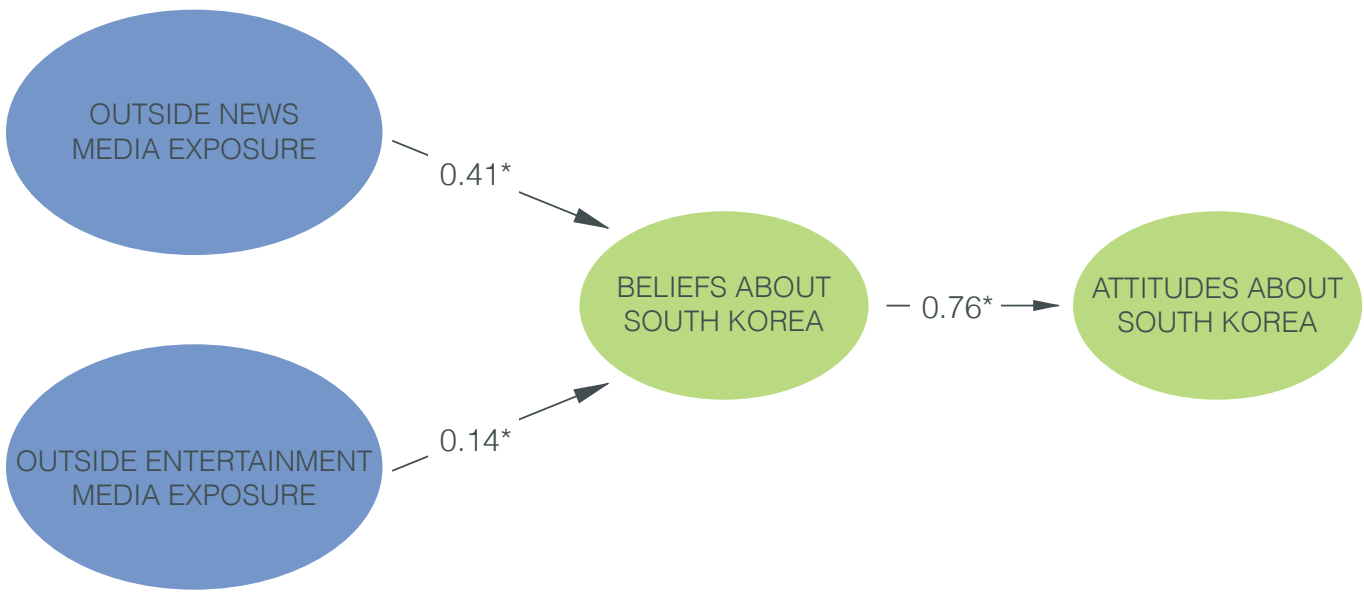 OUTSIDE NEWS
MEDIA EXPOSURE
0.41*
BELIEFS ABOUT
SOUTH KOREA
0.76*
ATTITUDES ABOUT
SOUTH KOREA
0.14*
OUTSIDE ENTERTAINMENT
MEDIA EXPOSURE